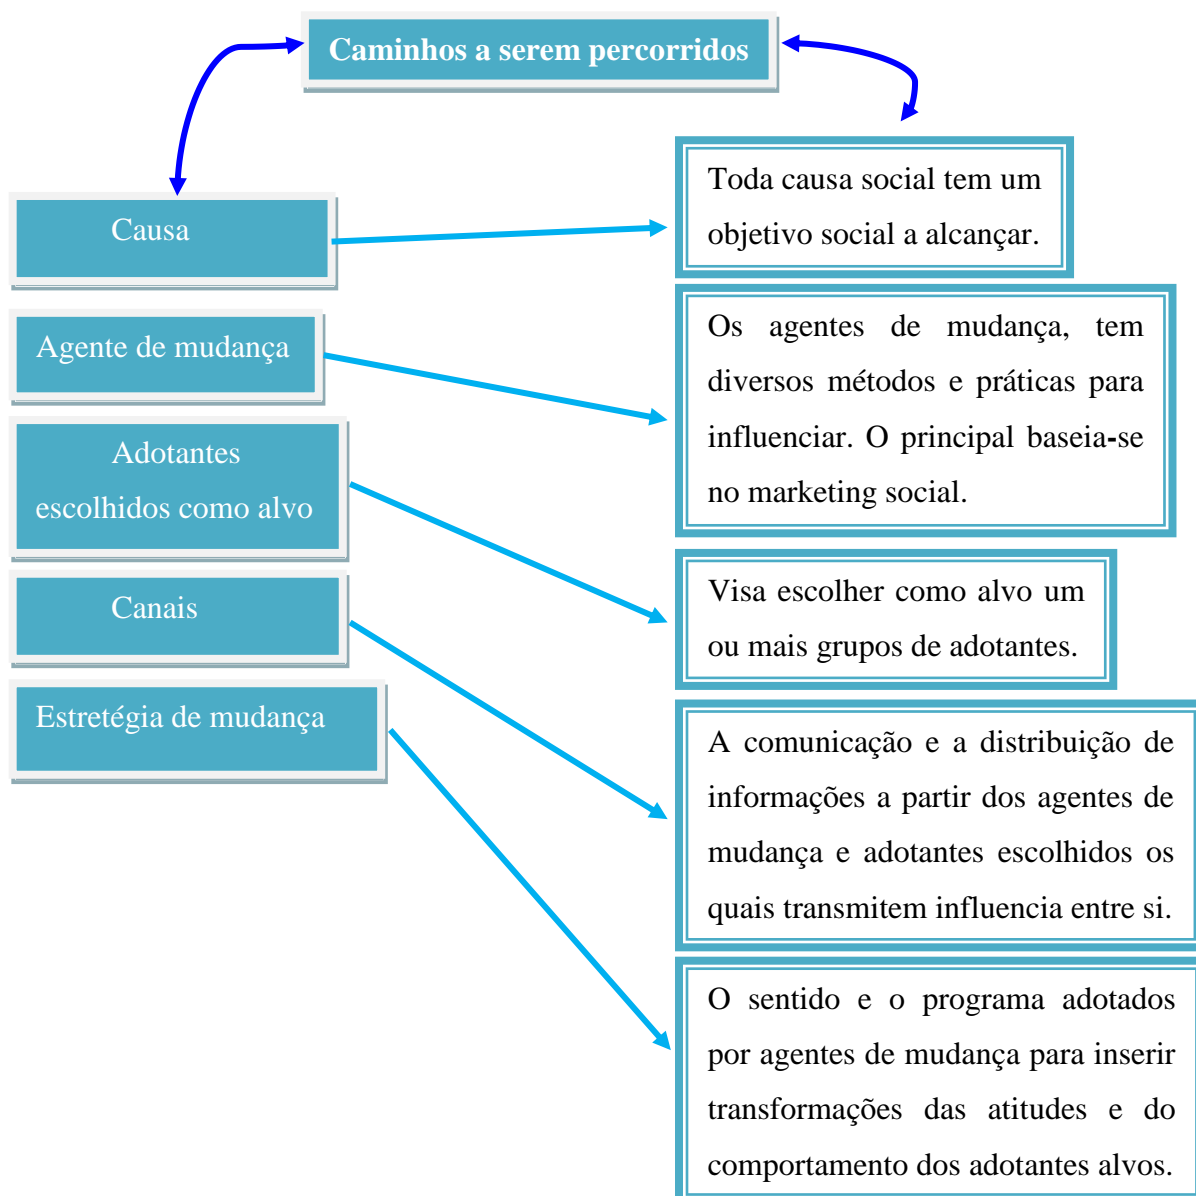 Caminhos a serem percorridos
Causa
Toda causa social tem um
objetivo social a alcançar.
Agente de mudança
Os agentes de mudança, tem
diversos métodos e práticas para
influenciar. O principal baseia-se
no marketing social.
Adotantes
escolhidos como alvo
Visa escolher como alvo um
ou mais grupos de adotantes.
Canais
A comunicação e a distribuição de
informações a partir dos agentes de
mudança e adotantes escolhidos os
quais transmitem influencia entre si.
Estretégia de mudança
O sentido e o programa adotados
por agentes de mudança para inserir
transformações das atitudes e do
comportamento dos adotantes alvos.